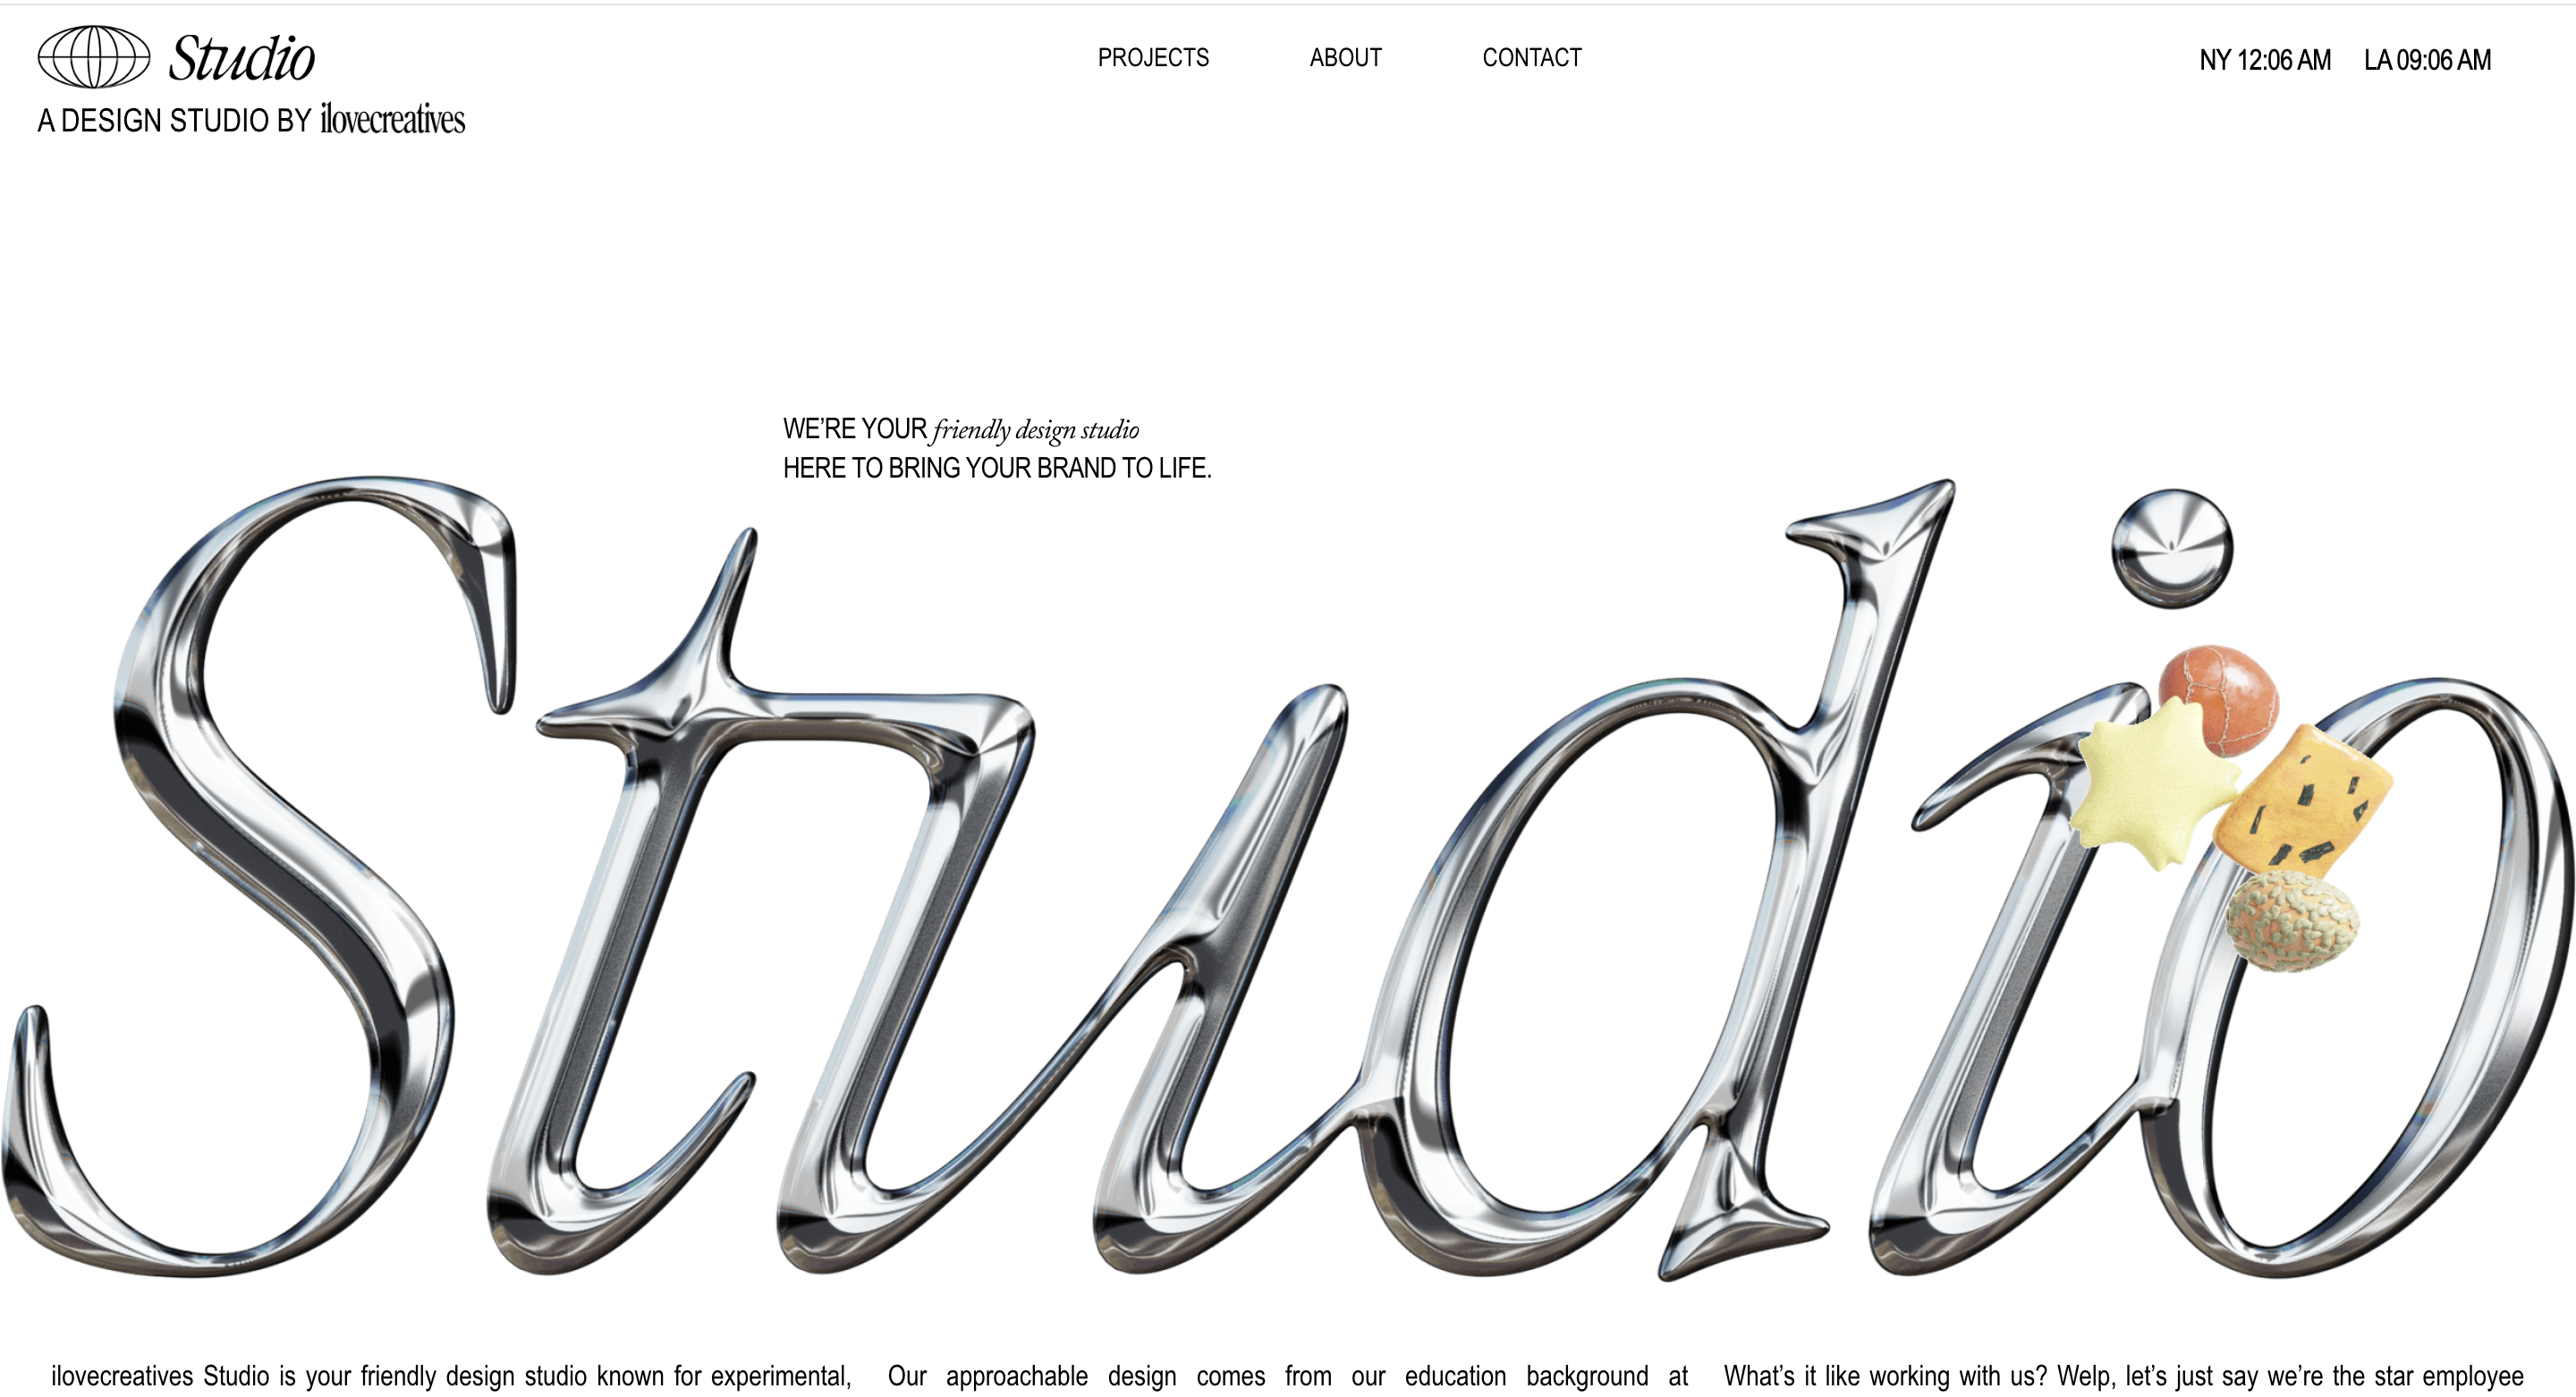 Studio
A DESIGN STUDIO BY ilovecreatives
PROJECTS ABOUT CONTACT
NY 12:06 AM LA 09:06 AM
WE’RE YOUR friendly design studio
HERE TO BRING YOUR BRAND TO LIFE.
Studio
ilovecreatives Studio is your friendly design studio known for experimental,
Our approachable design comes from our education background at
What’s it like working with us? Welp, let’s just say we’re the star employee